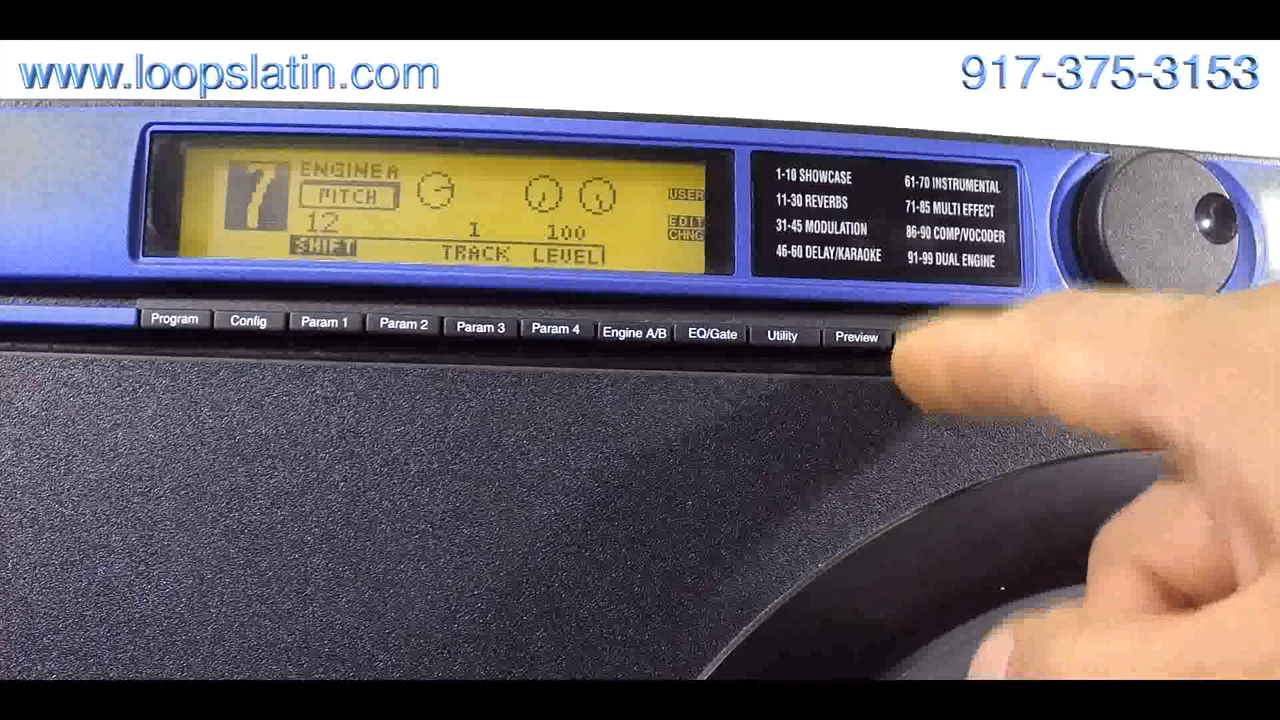 www.loopslatin.com
917-375-3153
7
ENGINE A
PITCH
12
1
100
SHIFT
TRACK
LEVEL
USER
EDIT
CHNG
1-10 SHOWCASE
11-30 REVERBS
31-45 MODULATION
46-60 DELAY/KARAOKE
61-70 INSTRUMENTAL
71-85 MULTI EFFECT
86-90 COMP/VOCODER
91-99 DUAL ENGINE
Program
Config
Param 1
Param 2
Param 3
Param 4
Engine A/B
EQ/Gate
Utility
Preview